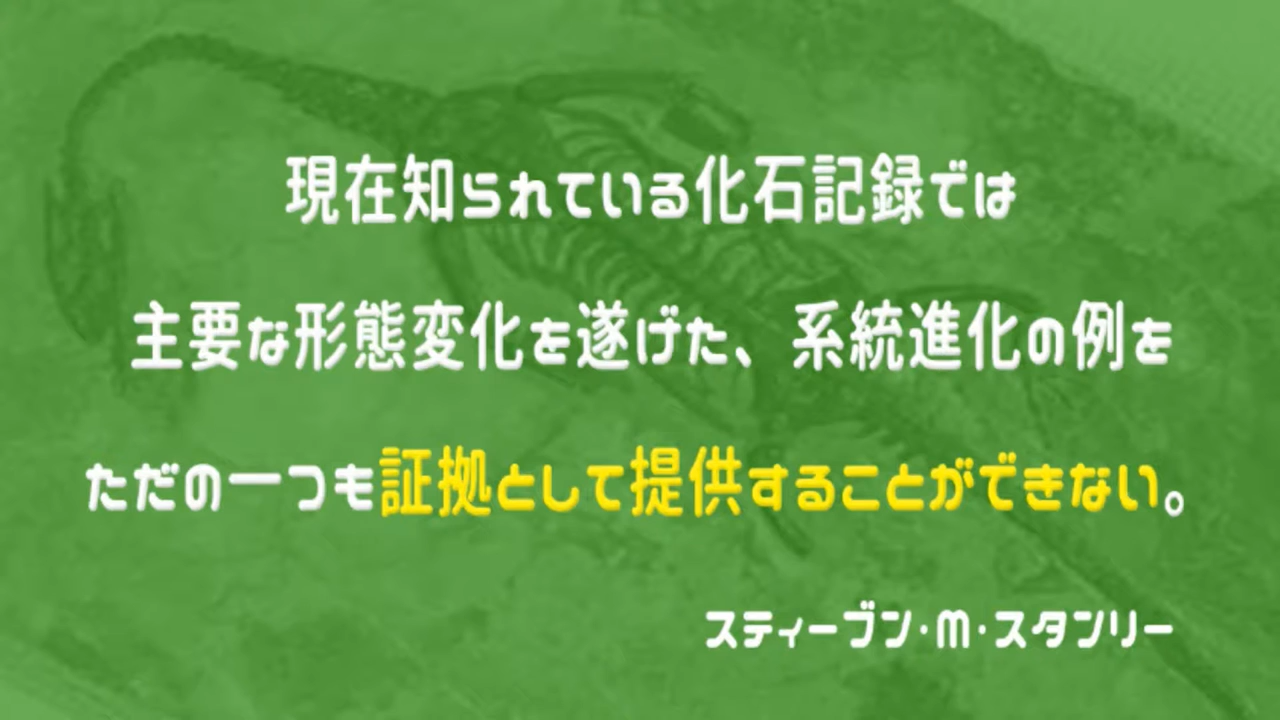 現在知られている化石記録では
主要な形態変化を遂げた、系統進化の例を
ただの一つも証拠として提供することができない。
スティーブン・M・スタンリー